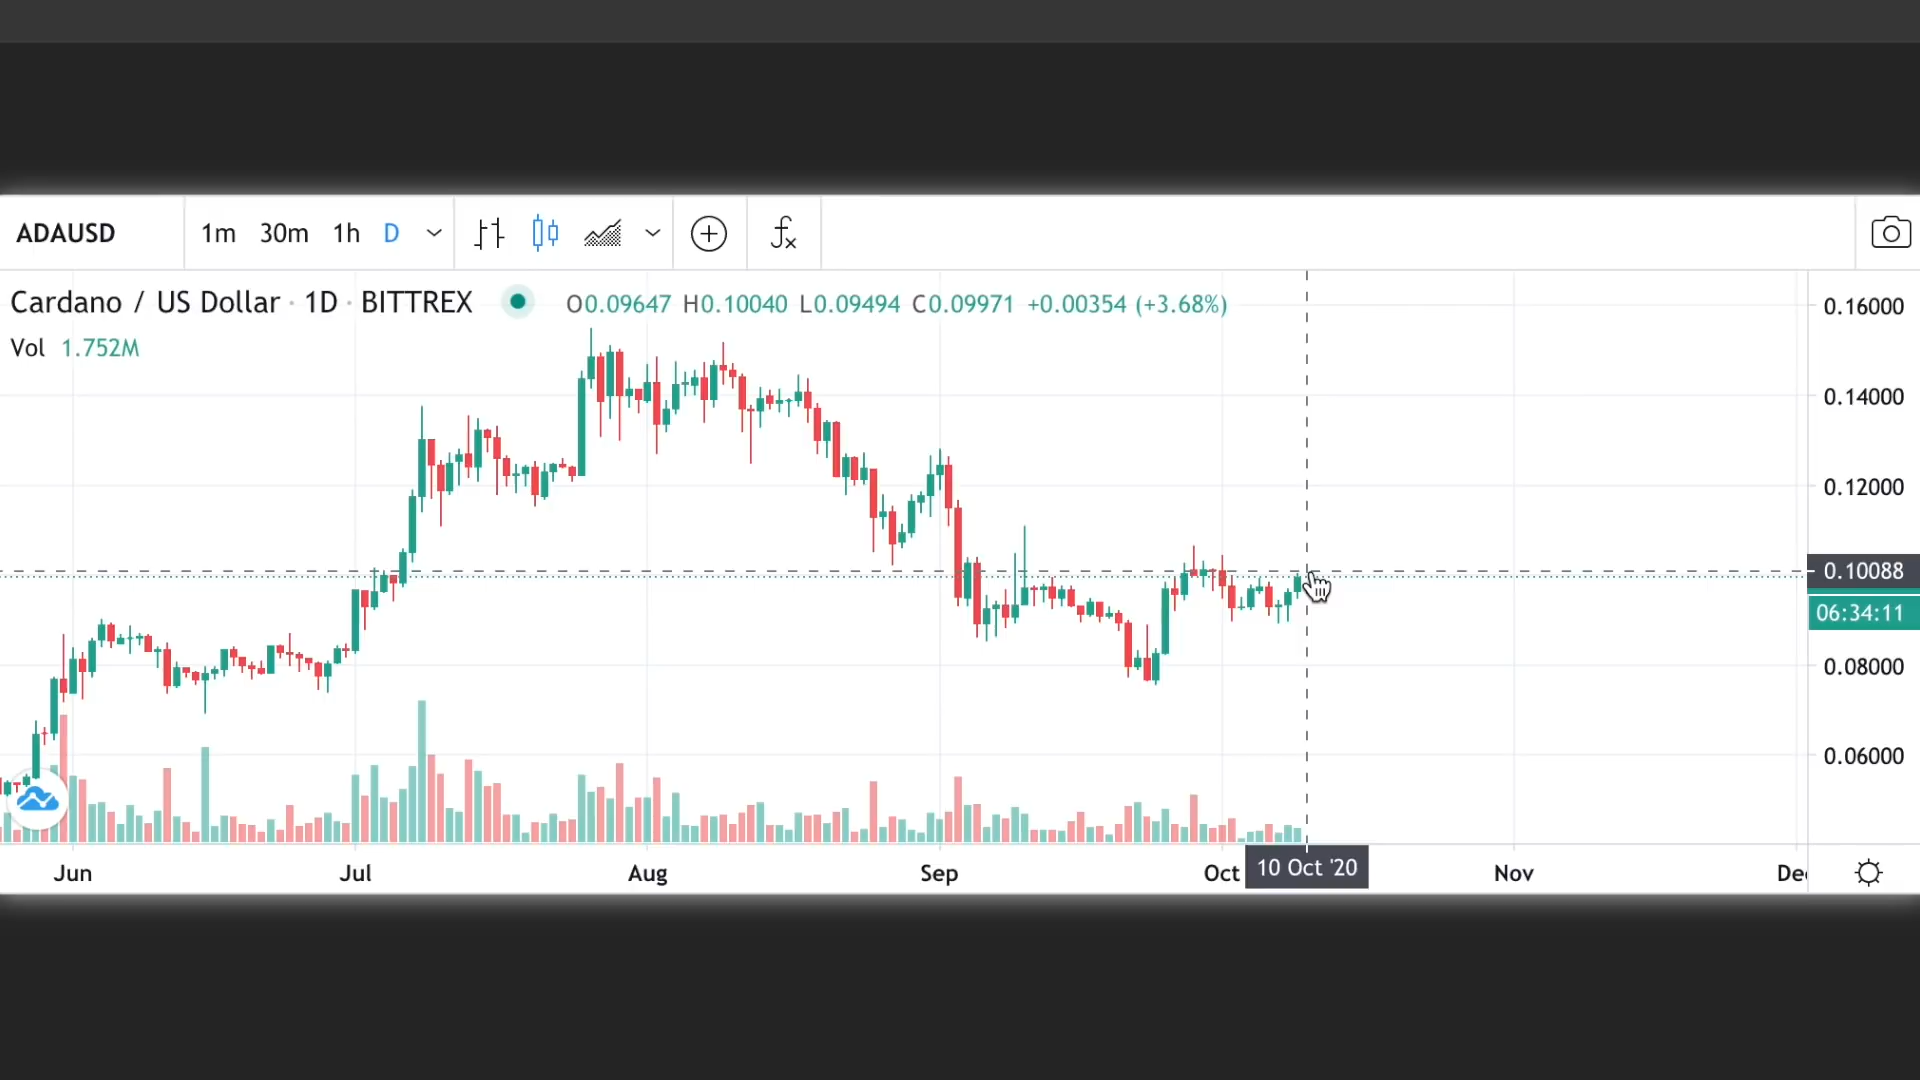 ADAUSD 1m 30m 1h D
Cardano / US Dollar · 1D · BITTREX O0.09647 H0.10040 L0.09494 C0.09971 +0.00354 (+3.68%)
Vol 1.752M
0.16000
0.14000
0.12000
0.10088
06:34:11
0.08000
0.06000
Jun Jul Aug Sep Oct 10 Oct '20 Nov